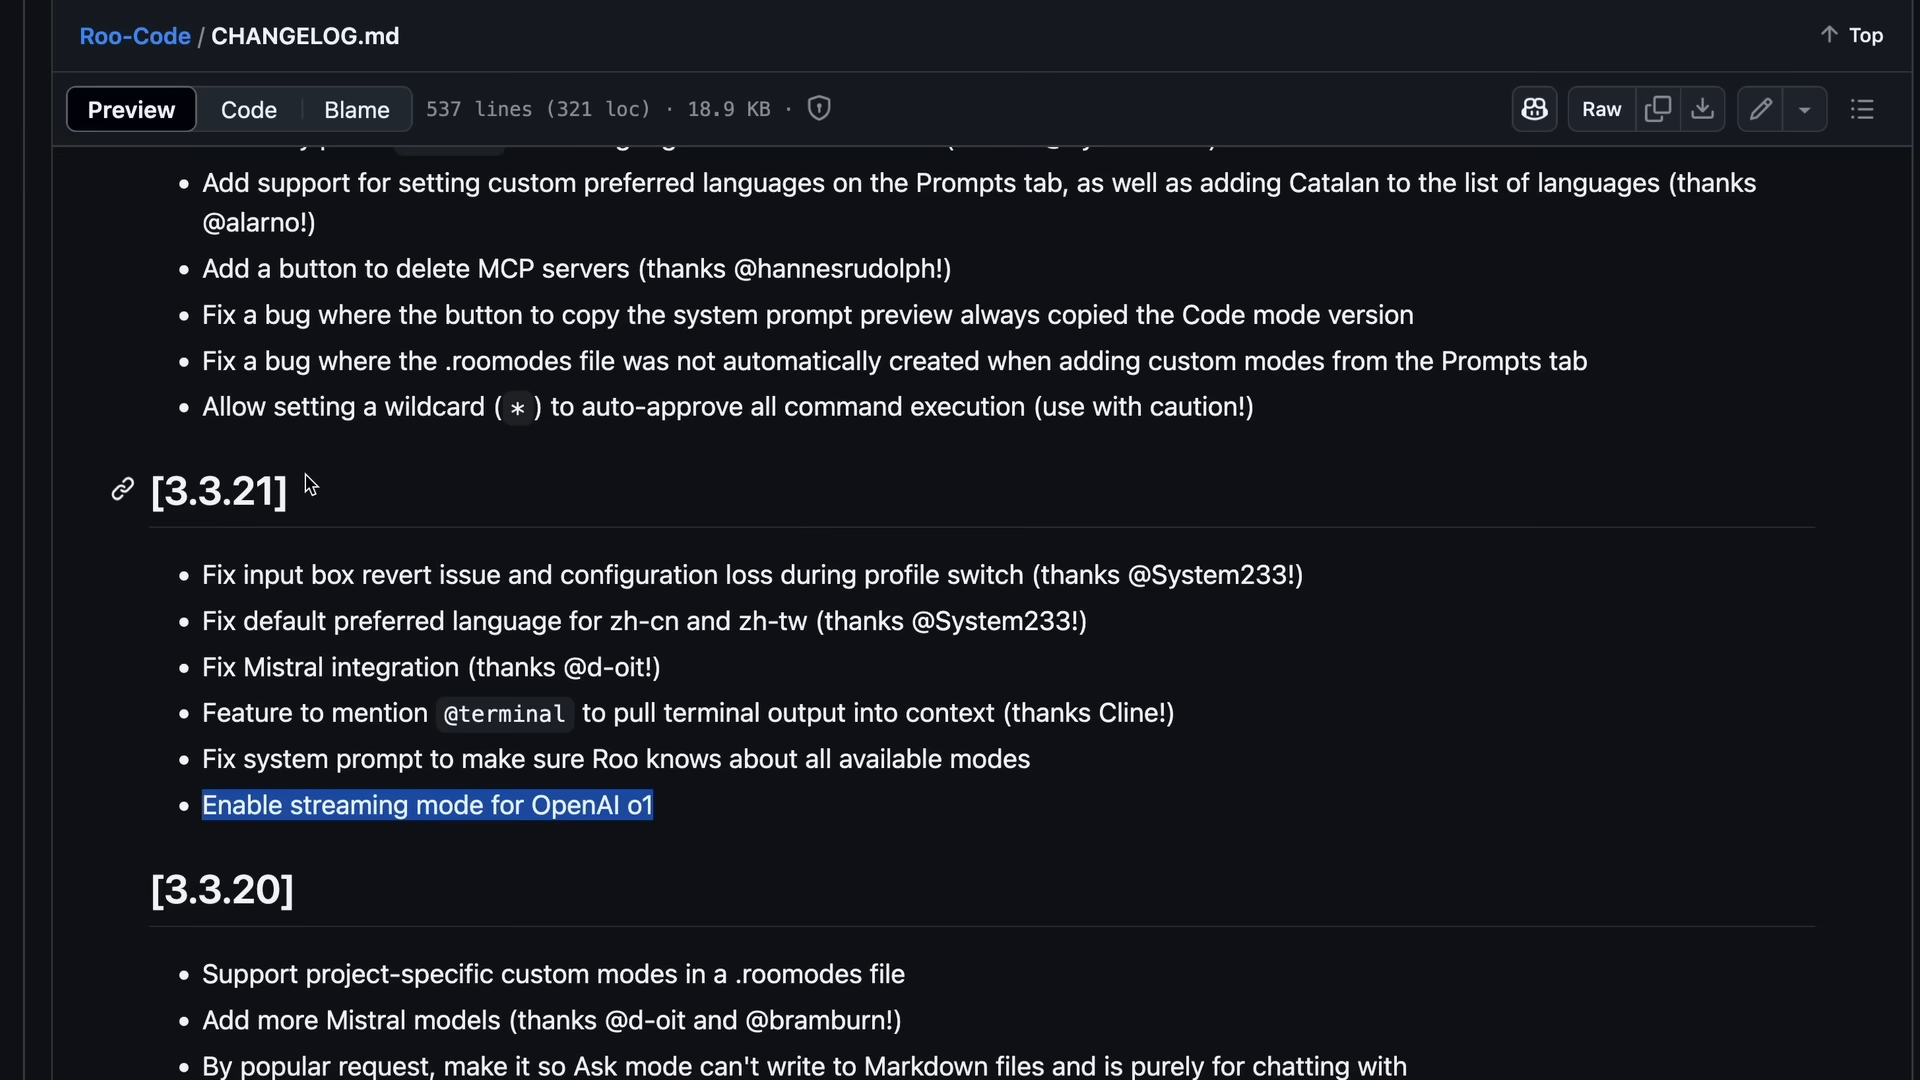 Roo-Code / CHANGELOG.md
Top
Preview Code Blame 537 lines (321 loc) · 18.9 KB · Raw
• Add support for setting custom preferred languages on the Prompts tab, as well as adding Catalan to the list of languages (thanks
@alarno!)
• Add a button to delete MCP servers (thanks @hannesrudolph!)
• Fix a bug where the button to copy the system prompt preview always copied the Code mode version
• Fix a bug where the .roomodes file was not automatically created when adding custom modes from the Prompts tab
• Allow setting a wildcard ( * ) to auto-approve all command execution (use with caution!)
[3.3.21]
• Fix input box revert issue and configuration loss during profile switch (thanks @System233!)
• Fix default preferred language for zh-cn and zh-tw (thanks @System233!)
• Fix Mistral integration (thanks @d-oit!)
• Feature to mention @terminal to pull terminal output into context (thanks Cline!)
• Fix system prompt to make sure Roo knows about all available modes
• Enable streaming mode for OpenAI o1
[3.3.20]
• Support project-specific custom modes in a .roomodes file
• Add more Mistral models (thanks @d-oit and @bramburn!)
• By popular request, make it so Ask mode can't write to Markdown files and is purely for chatting with